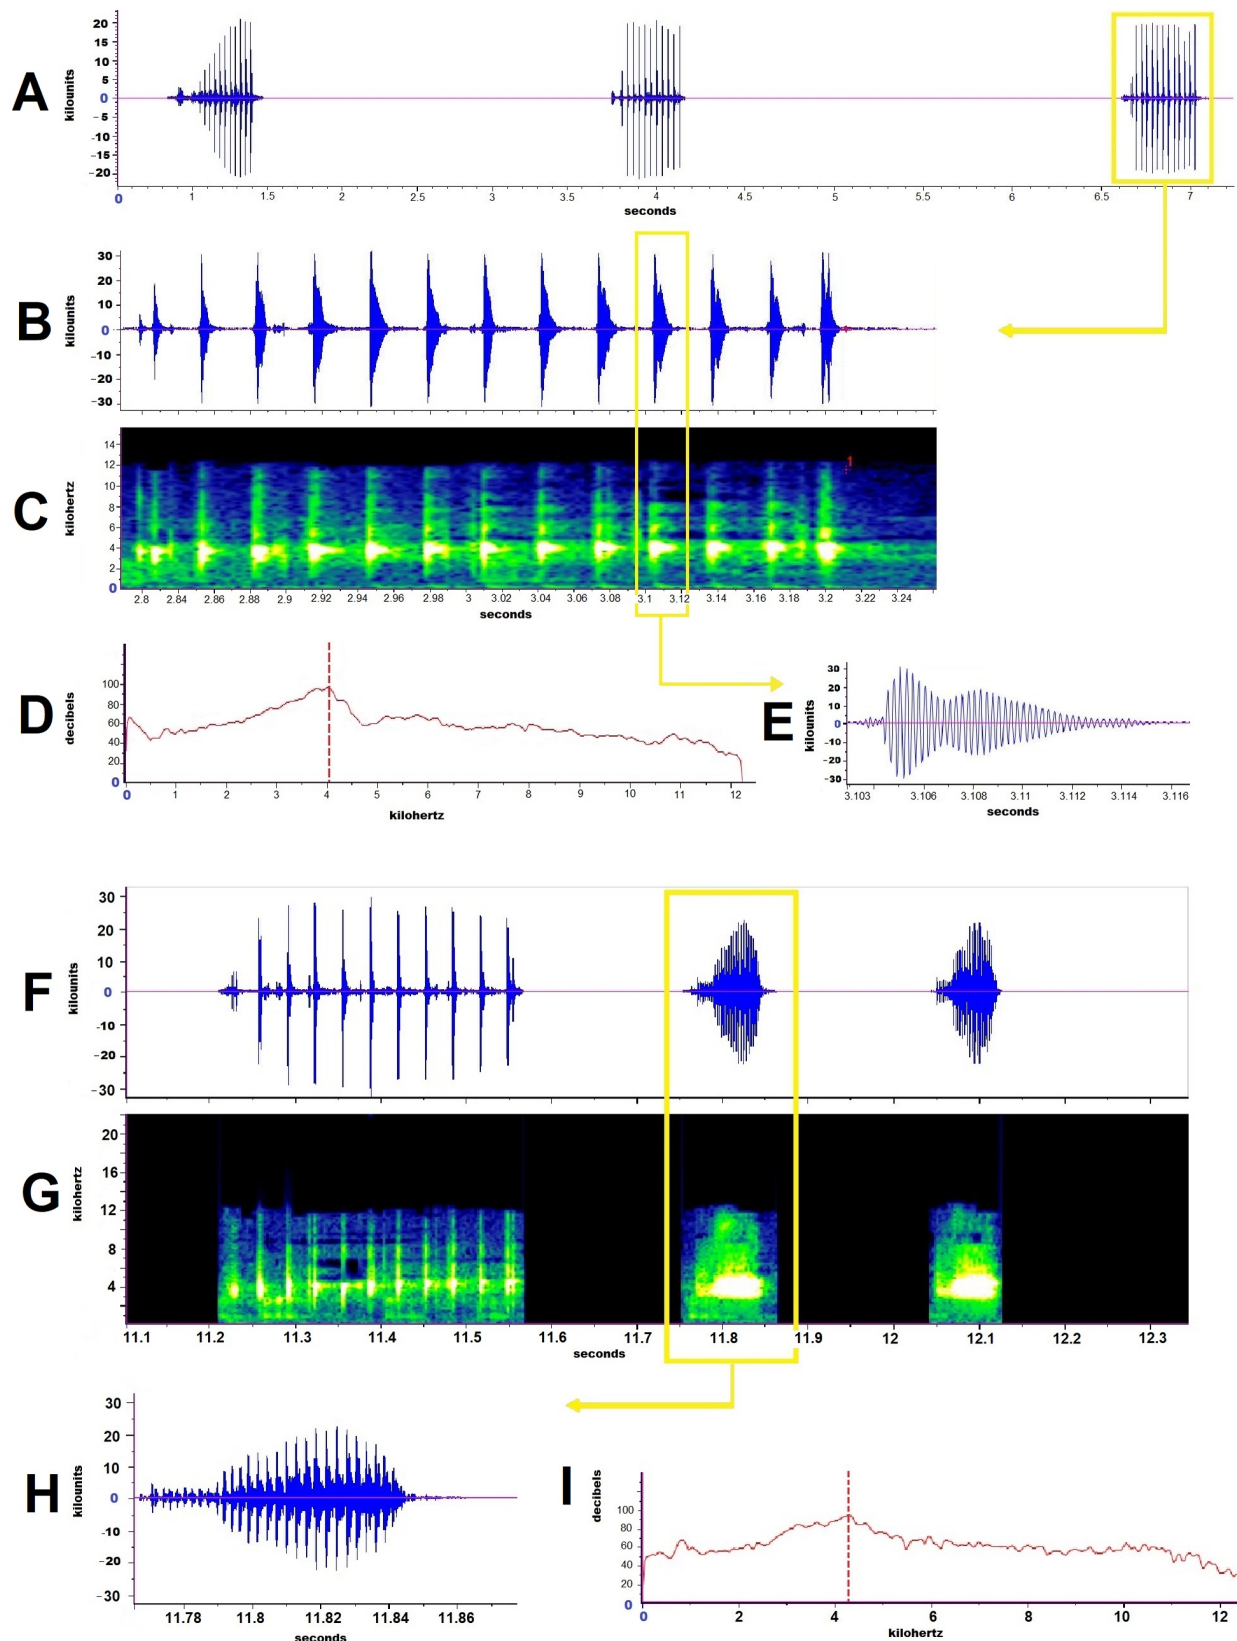 A
kilounits
20
15
10
5
0
−5
−10
−15
−20
0 1 1.5 2 2.5 3 3.5 4 4.5 5 5.5 6 6.5 7
seconds
B
kilounits
30
20
10
0
−10
−20
−30
C
kilohertz
14
12
10
8
6
4
2
0
1
2.8 2.84 2.86 2.88 2.9 2.92 2.94 2.96 2.98 3 3.02 3.04 3.06 3.08 3.1 3.12 3.14 3.16 3.18 3.2 3.22 3.24
seconds
D
decibels
100
80
60
40
20
0
0 1 2 3 4 5 6 7 8 9 10 11 12
kilohertz
E
kilounits
30
20
10
0
−10
−20
−30
3.103 3.106 3.108 3.11 3.112 3.114 3.116
seconds
F
kilounits
30
20
10
0
−10
−20
−30
G
kilohertz
20
16
12
8
4
11.1 11.2 11.3 11.4 11.5 11.6 11.7 11.8 11.9 12 12.1 12.2 12.3
seconds
H
kilounits
30
20
10
0
−10
−20
−30
11.78 11.8 11.82 11.84 11.86
seconds
I
decibels
100
80
60
40
20
0
0 2 4 6 8 10 12
kilohertz